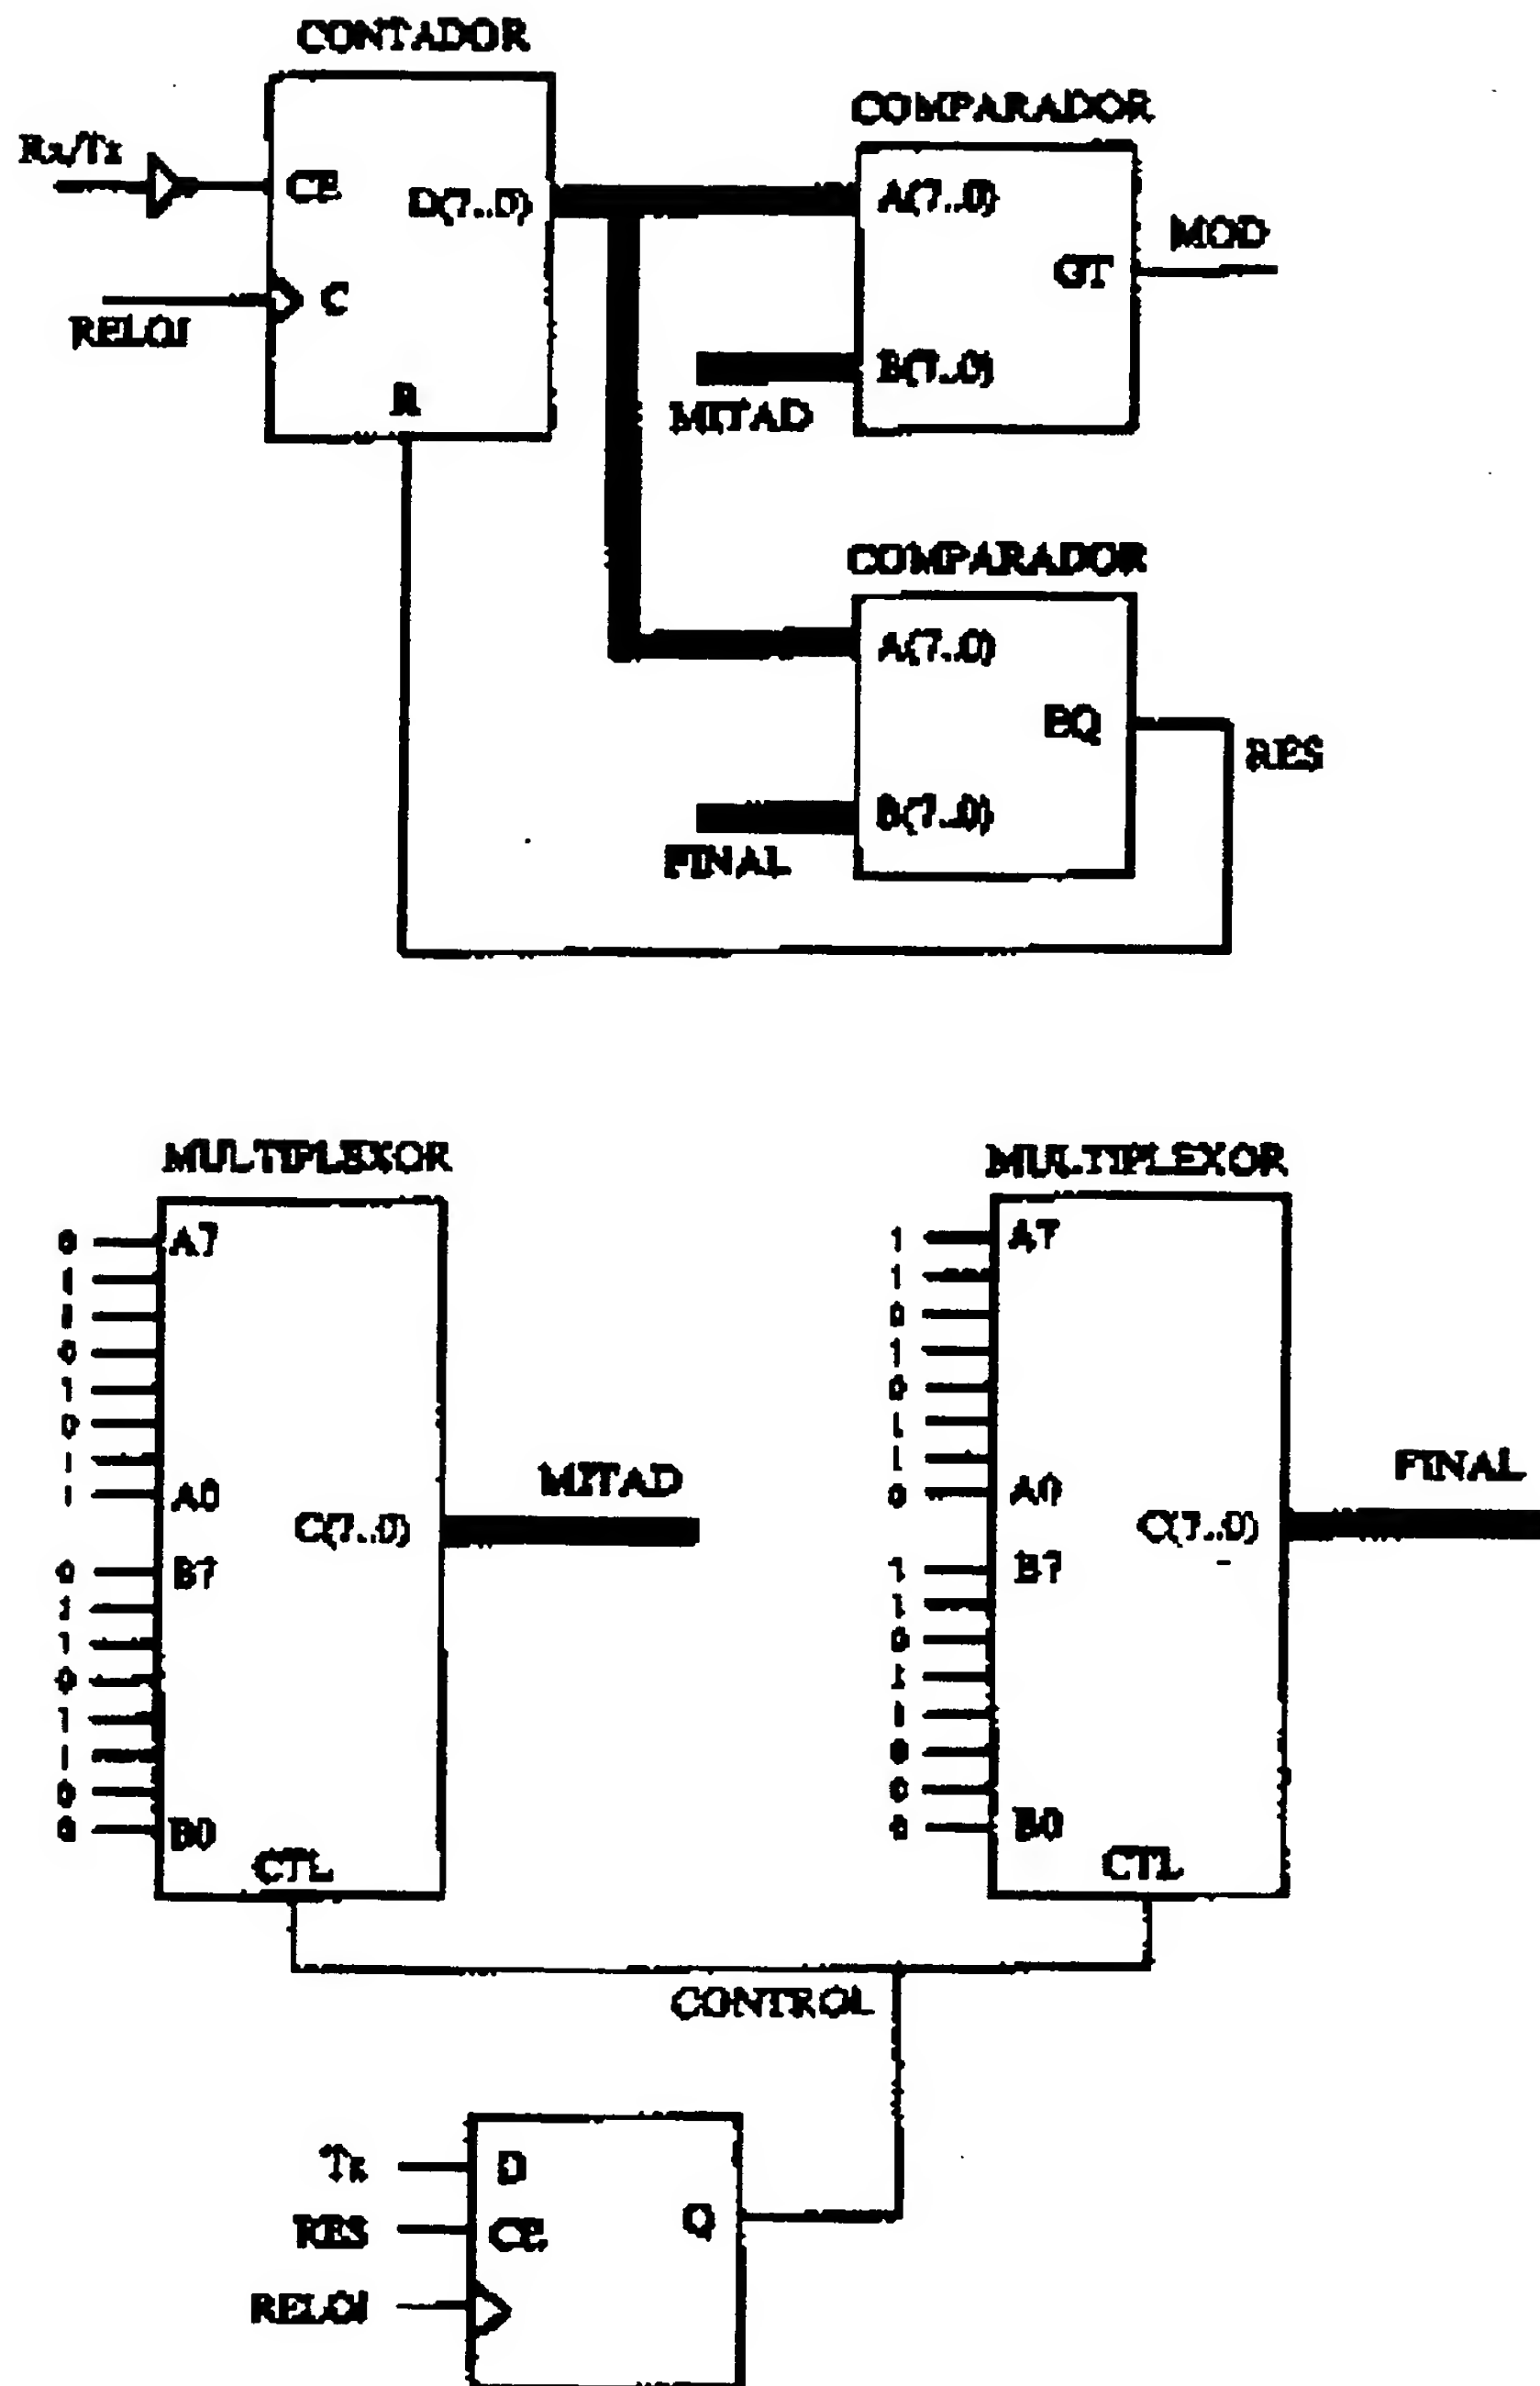 CONTADOR
COMPARADOR
Rx/Tx
CE
D(7..0)
A(7..0)
MOD
GT
C
RELOJ
B(7..0)
MITAD
R
COMPARADOR
A(7..0)
EQ
RES
B(7..0)
FINAL
MULTIPLEXOR
MULTIPLEXOR
0 A7
1
1
0
1
0
1
1 A0
0 B7
1
1
0
1
1
0
0 B0
C(7..0)
MITAD
CTL
1 A7
1
0
1
0
1
1
0 A0
1 B7
1
0
1
1
0
0
0 B0
C(7..0)
FINAL
CTL
CONTROL
Tx
D
RES
CE
Q
RELOJ